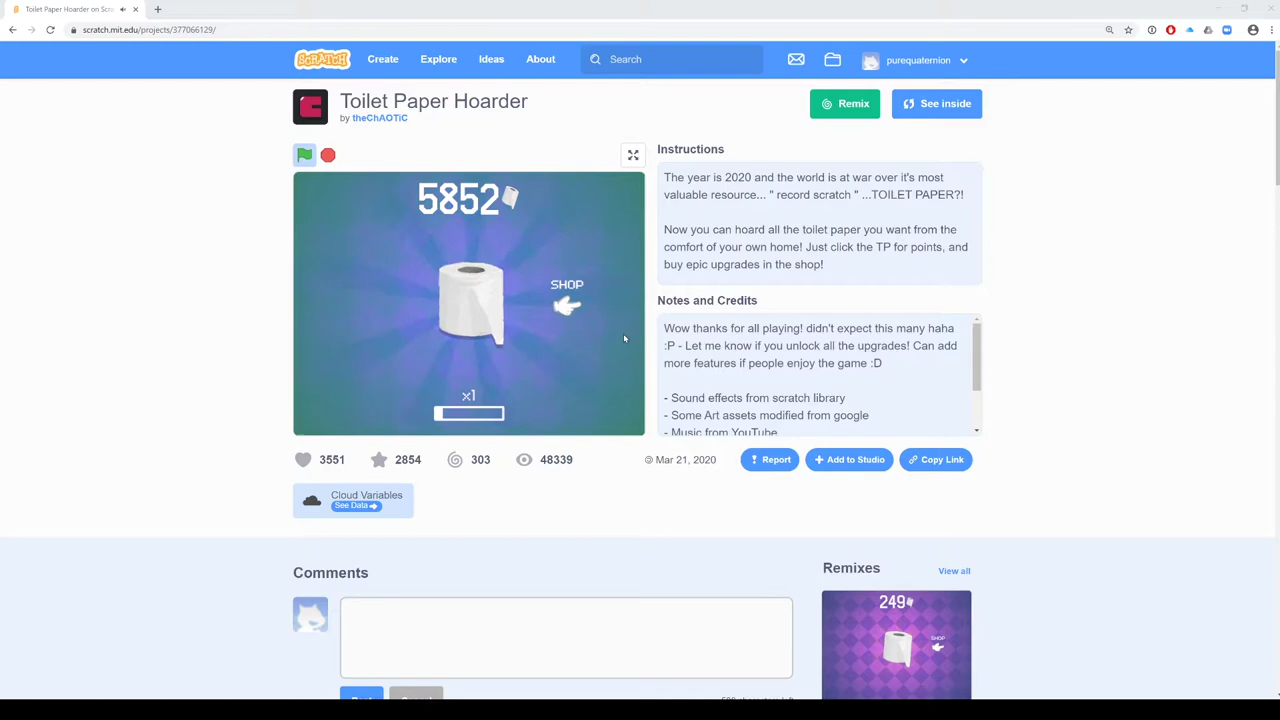 Toilet Paper Hoarder on Scra
scratch.mit.edu/projects/377066129/
SCRATCH
Create
Explore
Ideas
About
Search
purequaternion
Toilet Paper Hoarder
by theChAOTiC
Remix
See inside
5852
SHOP
x1
Instructions
The year is 2020 and the world is at war over it's most
valuable resource... " record scratch " ...TOILET PAPER?!
Now you can hoard all the toilet paper you want from the
comfort of your own home! Just click the TP for points, and
buy epic upgrades in the shop!
Notes and Credits
Wow thanks for all playing! didn't expect this many haha
:P - Let me know if you unlock all the upgrades! Can add
more features if people enjoy the game :D
- Sound effects from scratch library
- Some Art assets modified from google
- Music from YouTube
3551
2854
303
48339
© Mar 21, 2020
Report
Add to Studio
Copy Link
Cloud Variables
See Data
Comments
Remixes
View all
249
SHOP